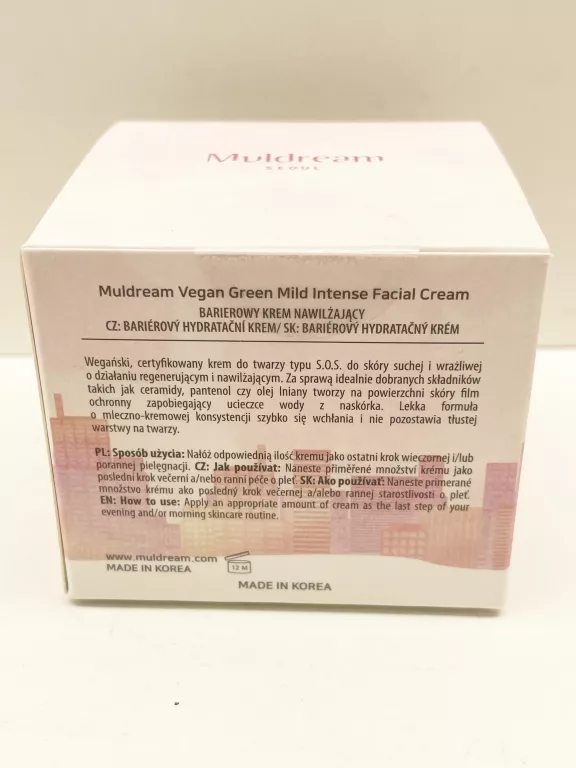 Muldream
SEOUL
Muldream Vegan Green Mild Intense Facial Cream
BARIEROWY KREM NAWILŻAJĄCY
CZ: BARIÉROVÝ HYDRATAČNÍ KREM/ SK: BARIÉROVÝ HYDRATAČNÝ KRÉM
Wegański, certyfikowany krem do twarzy typu S.O.S. do skóry suchej i wrażliwej
o działaniu regenerującym i nawilżającym. Za sprawą idealnie dobranych składników
takich jak ceramidy, pantenol czy olej lniany tworzy na powierzchni skóry film
ochronny zapobiegający ucieczce wody z naskórka. Lekka formuła
o mleczno-kremowej konsystencji szybko się wchłania i nie pozostawia tłustej
warstwy na twarzy.
PL: Sposób użycia: Nałóż odpowiednią ilość kremu jako ostatni krok wieczornej i/lub
porannej pielęgnacji. CZ: Jak používat: Naneste přiměřené množství krému jako
poslední krok večerní a/nebo ranní péče o pleť. SK: Ako používať: Naneste primerané
množstvo krému ako posledný krok večernej a/alebo rannej starostlivosti o pleť.
EN: How to use: Apply an appropriate amount of cream as the last step of your
evening and/or morning skincare routine.
www.muldream.com
MADE IN KOREA
12 M
MADE IN KOREA